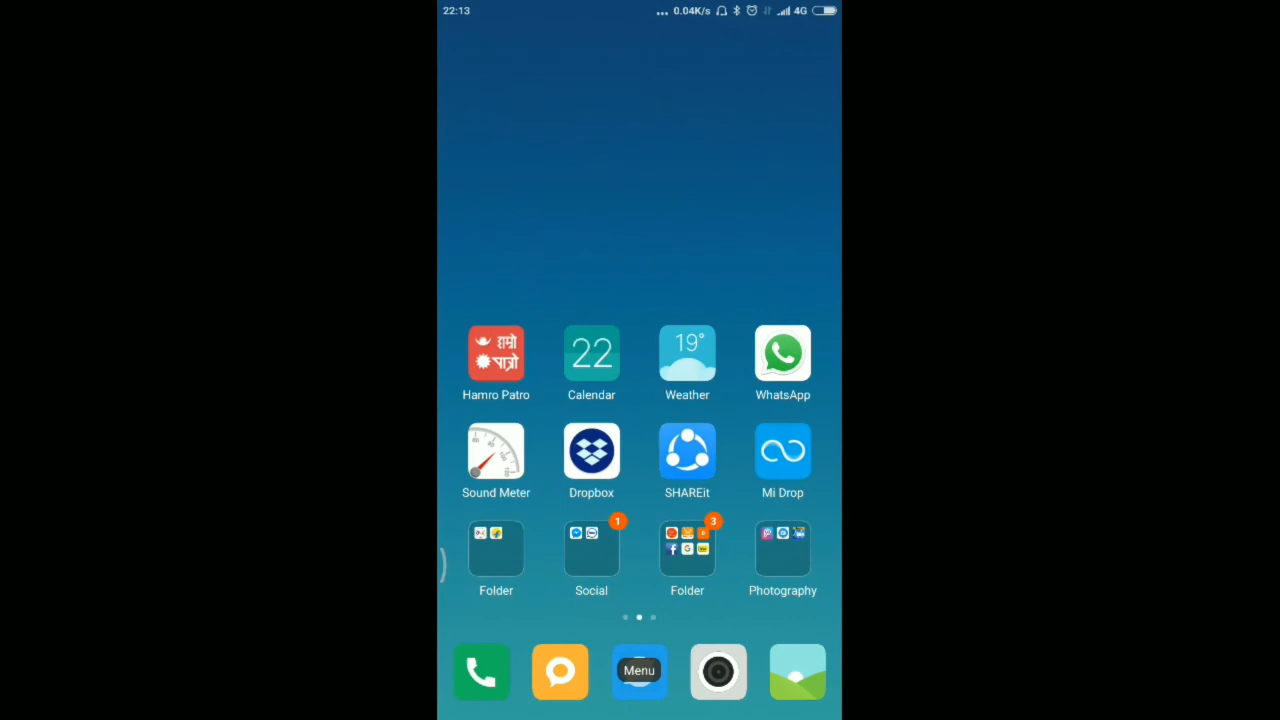 22:13
... 0.04K/s 4G
हाम्रो
पात्रो
22
19°
Hamro Patro
Calendar
Weather
WhatsApp
Sound Meter
Dropbox
SHAREit
Mi Drop
1
3
Folder
Social
Folder
Photography
Menu